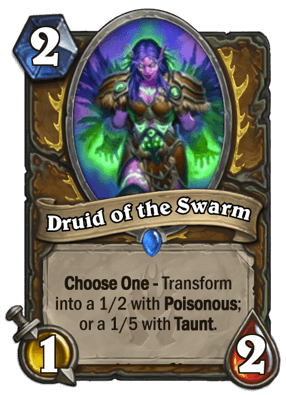 2
Druid of the Swarm
Choose One - Transform
into a 1/2 with Poisonous;
or a 1/5 with Taunt.
1
2